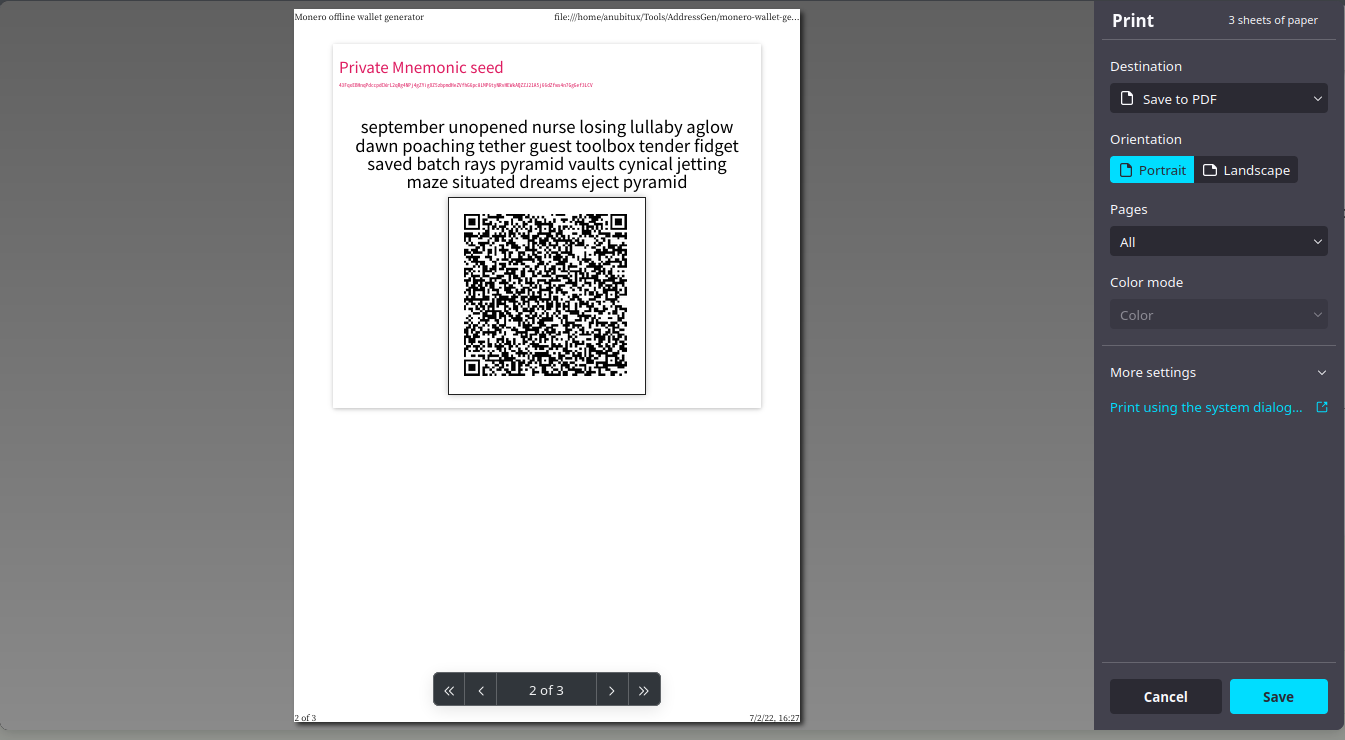 Monero offline wallet generator
file:///home/anubitux/Tools/AddressGen/monero-wallet-ge...
Private Mnemonic seed
september unopened nurse losing lullaby aglow
dawn poaching tether guest toolbox tender fidget
saved batch rays pyramid vaults cynical jetting
maze situated dreams eject pyramid
2 of 3
2 of 3
7/2/22, 16:27
Print
3 sheets of paper
Destination
Save to PDF
Orientation
Portrait
Landscape
Pages
All
Color mode
Color
More settings
Print using the system dialog...
Cancel
Save